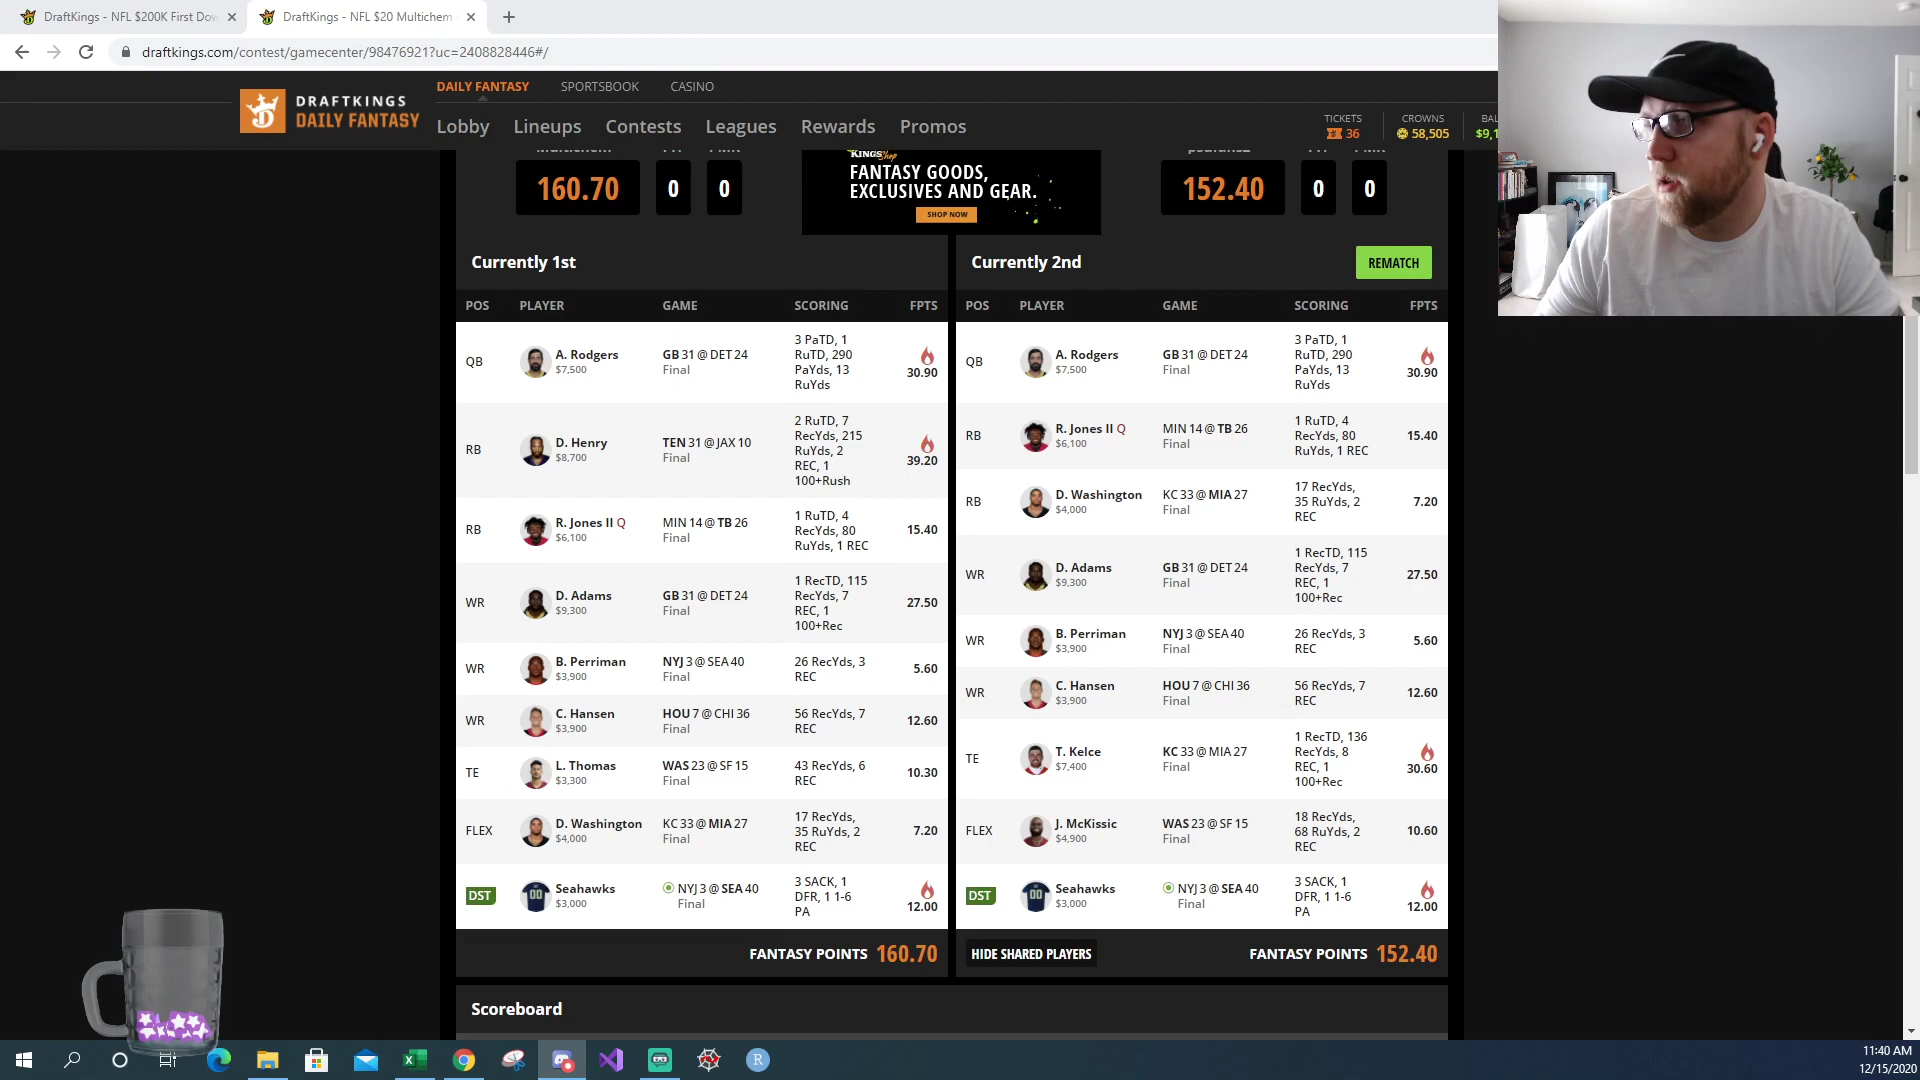 DraftKings - NFL $200K First Dow
DraftKings - NFL $20 Multichem
draftkings.com/contest/gamecenter/98476921?uc=2408828446#/
DAILY FANTASY SPORTSBOOK CASINO
DRAFTKINGS
DAILY FANTASY
Lobby Lineups Contests Leagues Rewards Promos
TICKETS
36
CROWNS
58,505
BAL
$9,1
160.70 0 0
KINGS Shop
FANTASY GOODS,
EXCLUSIVES AND GEAR.
SHOP NOW
152.40 0 0
Currently 1st
POS PLAYER GAME SCORING FPTS
QB
A. Rodgers
$7,500
GB 31 @ DET 24
Final
3 PaTD, 1
RuTD, 290
PaYds, 13
RuYds
30.90
RB
D. Henry
$8,700
TEN 31 @ JAX 10
Final
2 RuTD, 7
RecYds, 215
RuYds, 2
REC, 1
100+Rush
39.20
RB
R. Jones II Q
$6,100
MIN 14 @ TB 26
Final
1 RuTD, 4
RecYds, 80
RuYds, 1 REC
15.40
WR
D. Adams
$9,300
GB 31 @ DET 24
Final
1 RecTD, 115
RecYds, 7
REC, 1
100+Rec
27.50
WR
B. Perriman
$3,900
NYJ 3 @ SEA 40
Final
26 RecYds, 3
REC
5.60
WR
C. Hansen
$3,900
HOU 7 @ CHI 36
Final
56 RecYds, 7
REC
12.60
TE
L. Thomas
$3,300
WAS 23 @ SF 15
Final
43 RecYds, 6
REC
10.30
FLEX
D. Washington
$4,000
KC 33 @ MIA 27
Final
17 RecYds,
35 RuYds, 2
REC
7.20
DST
00
Seahawks
$3,000
NYJ 3 @ SEA 40
Final
3 SACK, 1
DFR, 1 1-6
PA
12.00
FANTASY POINTS 160.70
Currently 2nd
REMATCH
POS PLAYER GAME SCORING FPTS
QB
A. Rodgers
$7,500
GB 31 @ DET 24
Final
3 PaTD, 1
RuTD, 290
PaYds, 13
RuYds
30.90
RB
R. Jones II Q
$6,100
MIN 14 @ TB 26
Final
1 RuTD, 4
RecYds, 80
RuYds, 1 REC
15.40
RB
D. Washington
$4,000
KC 33 @ MIA 27
Final
17 RecYds,
35 RuYds, 2
REC
7.20
WR
D. Adams
$9,300
GB 31 @ DET 24
Final
1 RecTD, 115
RecYds, 7
REC, 1
100+Rec
27.50
WR
B. Perriman
$3,900
NYJ 3 @ SEA 40
Final
26 RecYds, 3
REC
5.60
WR
C. Hansen
$3,900
HOU 7 @ CHI 36
Final
56 RecYds, 7
REC
12.60
TE
T. Kelce
$7,400
KC 33 @ MIA 27
Final
1 RecTD, 136
RecYds, 8
REC, 1
100+Rec
30.60
FLEX
J. McKissic
$4,900
WAS 23 @ SF 15
Final
18 RecYds,
68 RuYds, 2
REC
10.60
DST
00
Seahawks
$3,000
NYJ 3 @ SEA 40
Final
3 SACK, 1
DFR, 1 1-6
PA
12.00
HIDE SHARED PLAYERS
FANTASY POINTS 152.40
Scoreboard
R
11:40 AM
12/15/2020